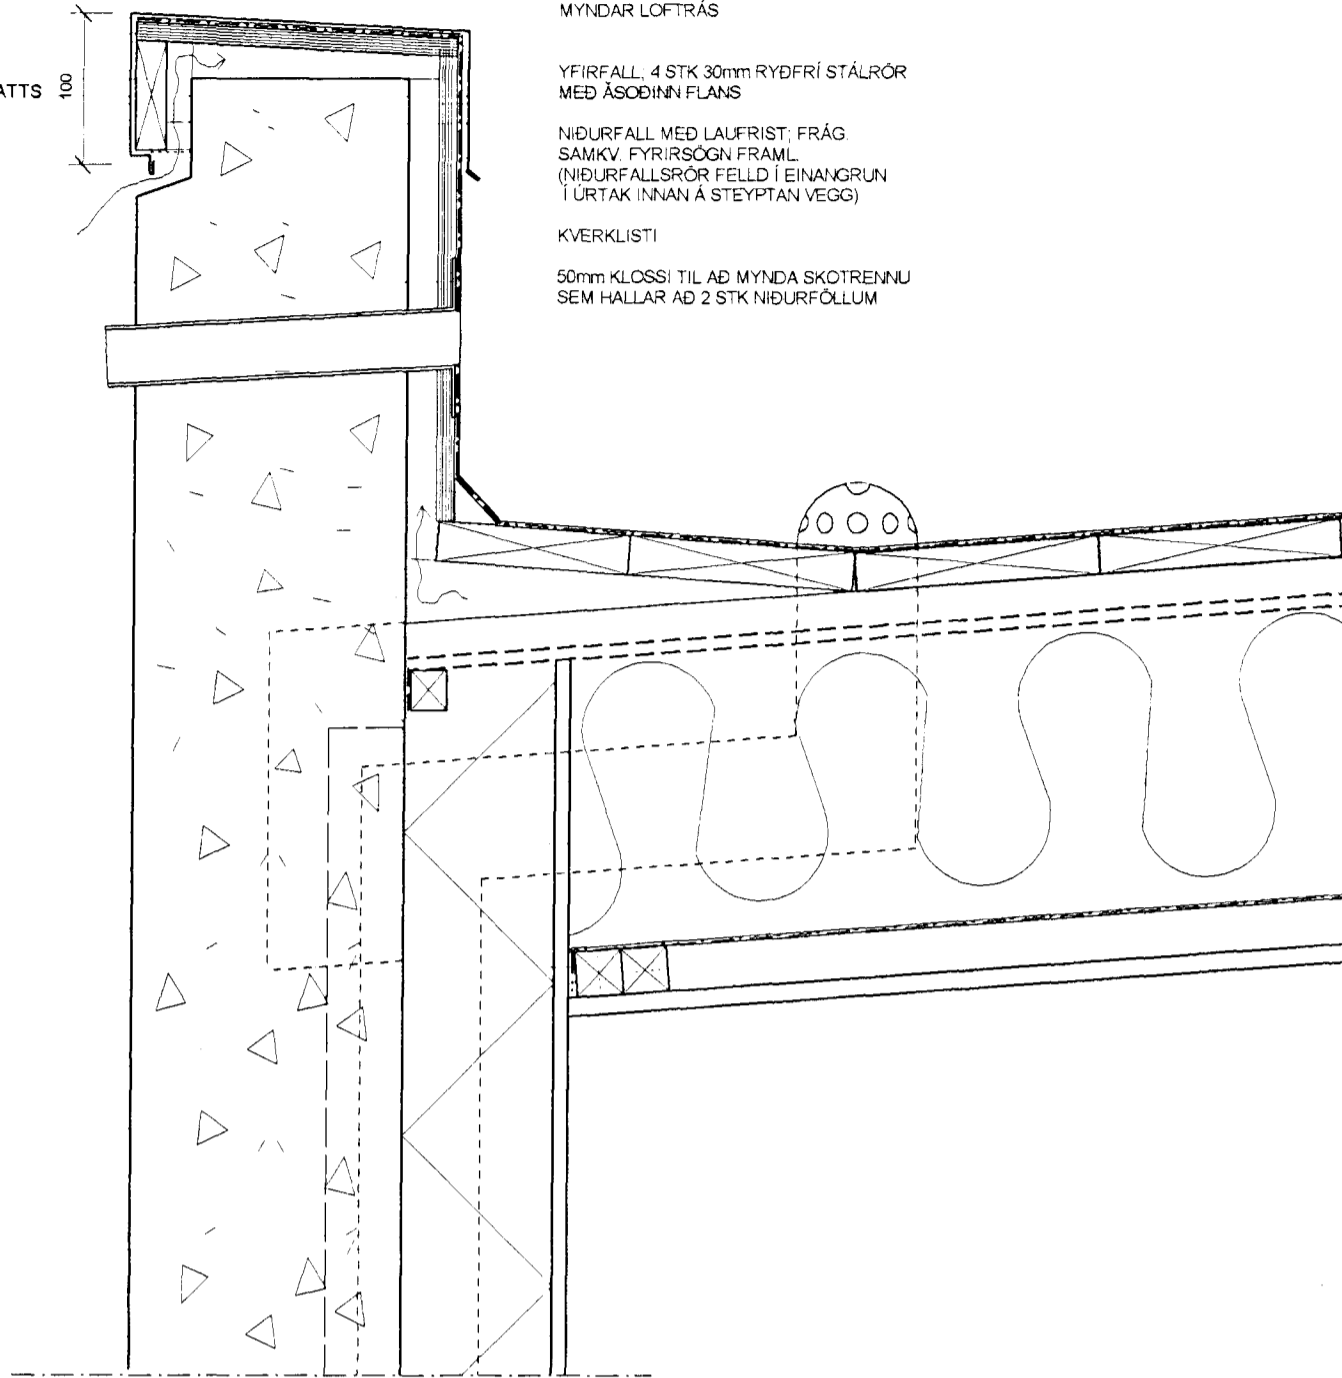 MYNDAR LOFTRÁS
ATTS
100
YFIRFALL; 4 STK 30mm RYÐFRÍ STÁLRÖR
MEÐ ÁSOÐINN FLANS
NIÐURFALL MEÐ LAUFRIST; FRÁG.
SAMKV. FYRIRSÖGN FRAML.
(NIÐURFALLSRÖR FELLD Í EINANGRUN
Í ÚRTAK INNAN Á STEYPTAN VEGG)
KVERKLISTI
50mm KLOSSI TIL AÐ MYNDA SKOTRENNU
SEM HALLAR AÐ 2 STK NIÐURFÖLLUM